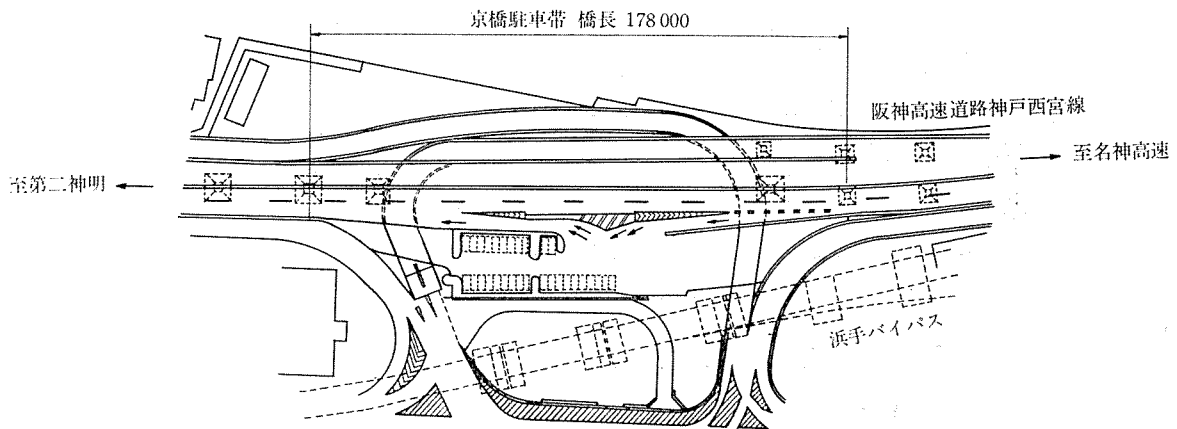 京橋駐車帯 橋長 178 000
阪神高速道路神戸西宮線
至名神高速
至第二神明
浜手バイパス